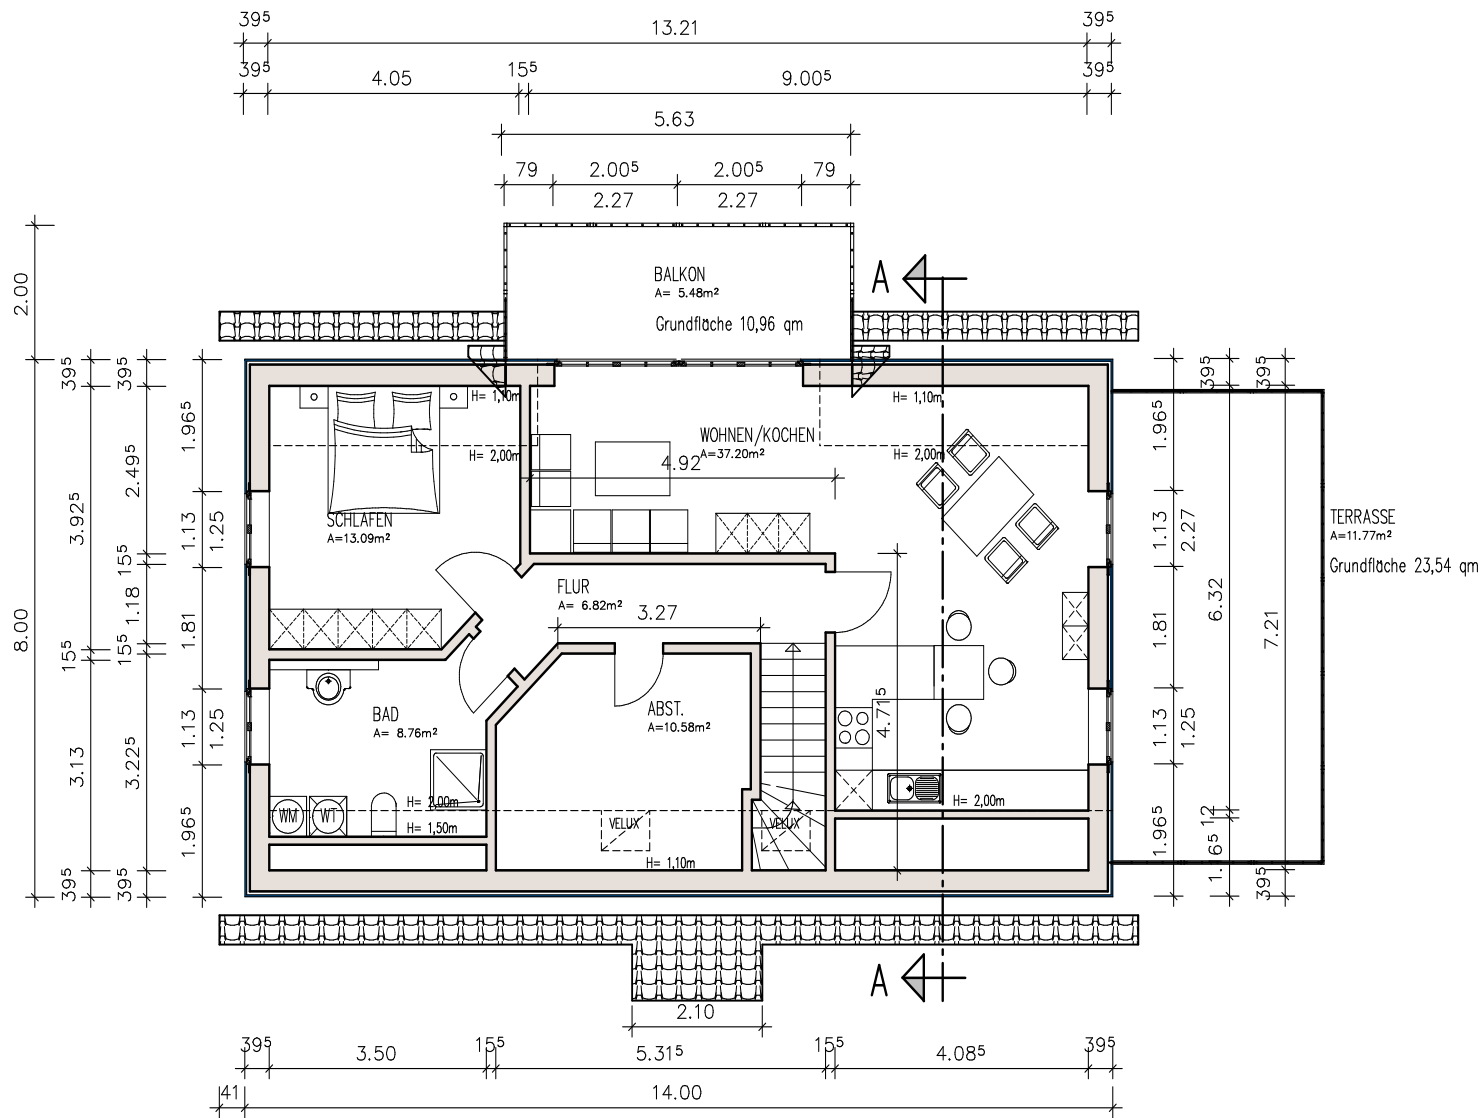 39⁵ 13.21 39⁵
39⁵ 4.05 15⁵ 9.00⁵ 39⁵
5.63
79 2.00⁵ 2.00⁵ 79
2.27 2.27
2.00
8.00
BALKON
A= 5.48m²
Grundfläche 10,96 qm
A
H= 1,10m
H= 1,10m
H= 2,00m
H= 2,00m
WOHNEN/KOCHEN
A=37.20m²
4.92
SCHLAFEN
A=13.09m²
FLUR
A= 6.82m²
3.27
BAD
A= 8.76m²
ABST.
A=10.58m²
4.71⁵
WM
WT
H= 2,00m
H= 1,50m
VELUX
VELUX
H= 2,00m
H= 1,10m
TERRASSE
A=11.77m²
Grundfläche 23,54 qm
39⁵
3.92⁵
15⁵
3.13
39⁵
39⁵
2.49⁵
15⁵
1.18
15⁵
3.22⁵
39⁵
1.96⁵
1.13
1.25
1.81
1.13
1.25
1.96⁵
1.96⁵
1.13
2.27
1.81
1.13
1.25
1.96⁵
39⁵
6.32
12
1.6⁵
39⁵
7.21
39⁵
A
2.10
39⁵ 3.50 15⁵ 5.31⁵ 15⁵ 4.08⁵ 39⁵
41 14.00